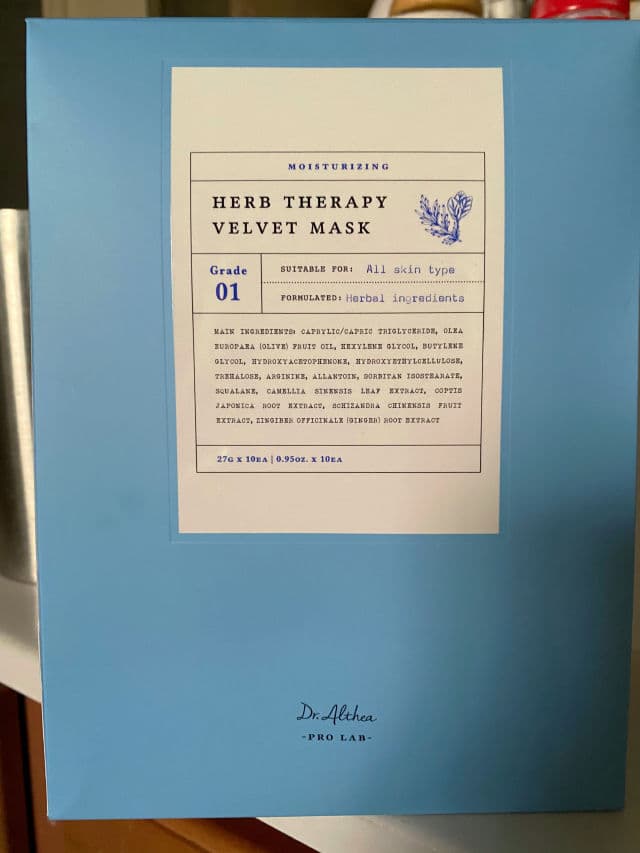 MOISTURIZING
HERB THERAPY
VELVET MASK
Grade
01
SUITABLE FOR: All skin type
FORMULATED: Herbal ingredients
MAIN INGREDIENTS: CAPRYLIC/CAPRIC TRIGLYCERIDE, OLEA
EUROPAEA (OLIVE) FRUIT OIL, HEXYLENE GLYCOL, BUTYLENE
GLYCOL, HYDROXYACETOPHENONE, HYDROXYETHYLCELLULOSE,
TREHALOSE, ARGININE, ALLANTOIN, SORBITAN ISOSTEARATE,
SQUALANE, CAMELLIA SINENSIS LEAF EXTRACT, COPTIS
JAPONICA ROOT EXTRACT, SCHIZANDRA CHINENSIS FRUIT
EXTRACT, ZINGIBER OFFICINALE (GINGER) ROOT EXTRACT
27G X 10EA | 0.95OZ. X 10EA
Dr.Althea
-PRO LAB-